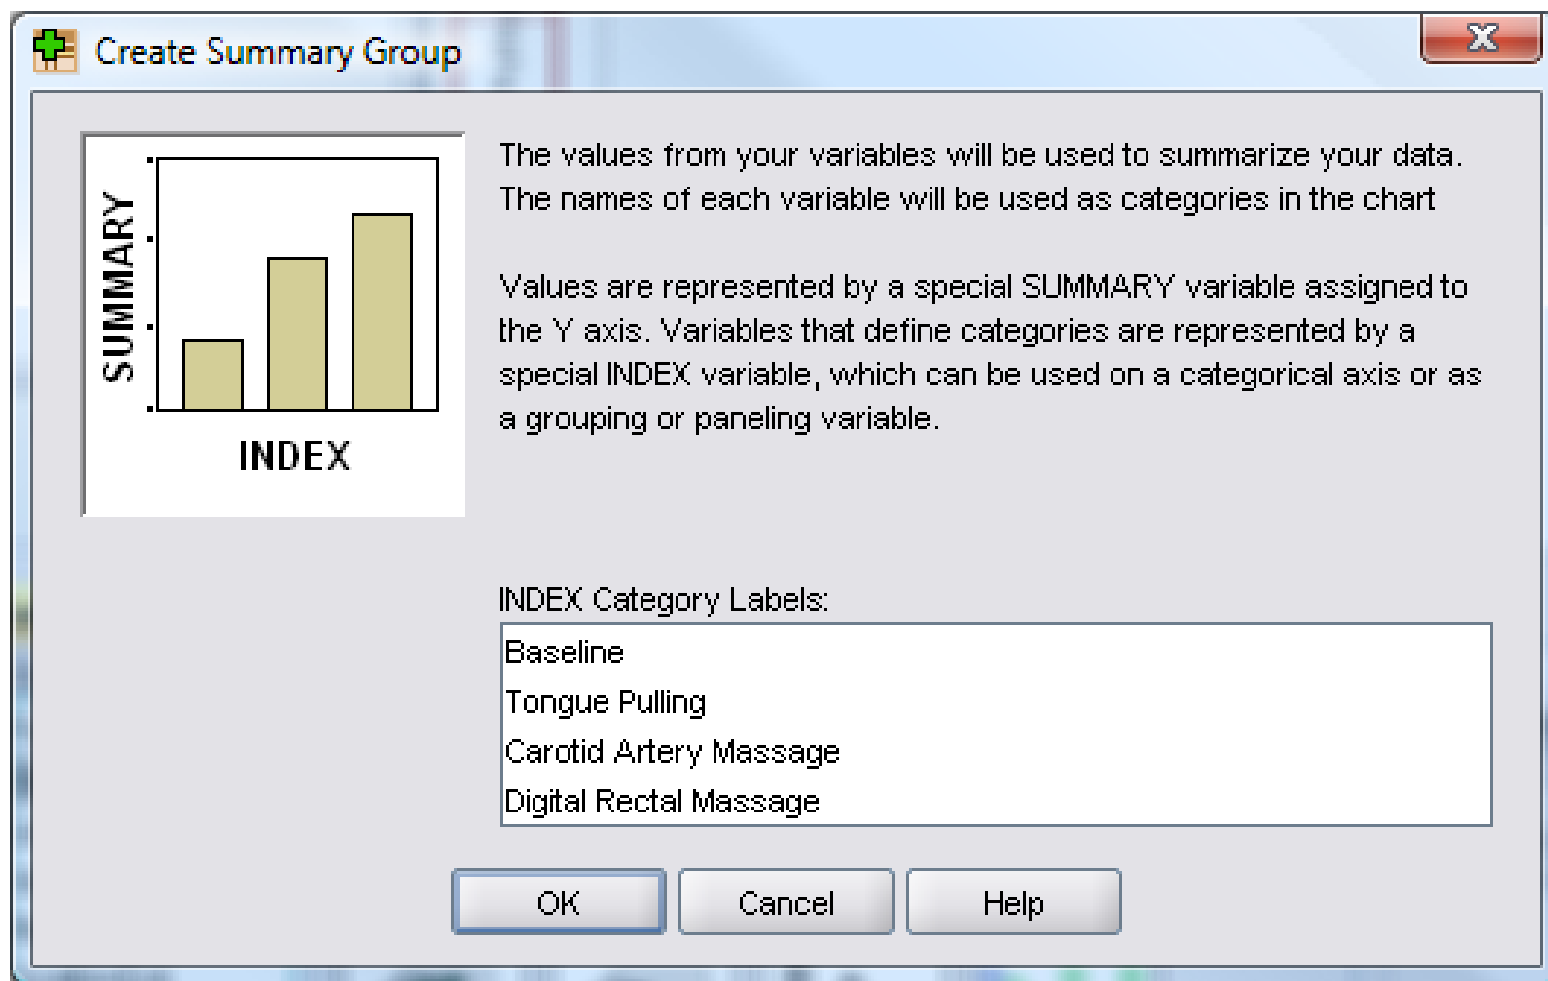 Create Summary Group
The values from your variables will be used to summarize your data.
The names of each variable will be used as categories in the chart
Values are represented by a special SUMMARY variable assigned to
the Y axis. Variables that define categories are represented by a
special INDEX variable, which can be used on a categorical axis or as
a grouping or paneling variable.
SUMMARY
INDEX
INDEX Category Labels:
Baseline
Tongue Pulling
Carotid Artery Massage
Digital Rectal Massage
OK
Cancel
Help